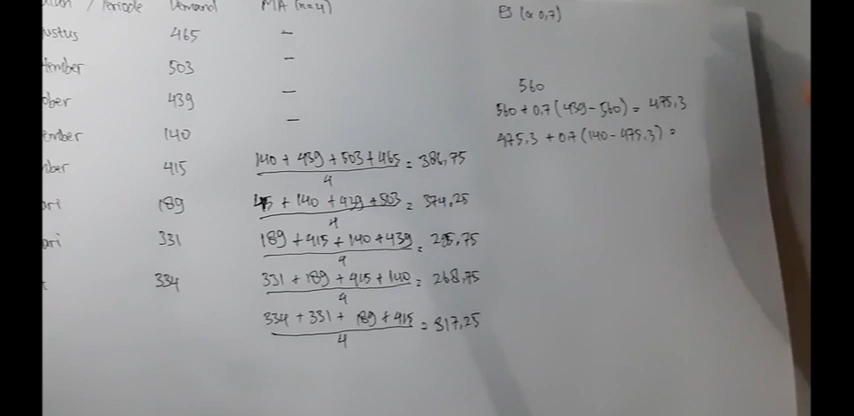 / Periode Demand MA (n=4) ES (α 0,7)
ustus 465 –
tember 503 – 560
ober 439 – 560 + 0,7 (439 – 560) = 475,3
ember 140 – 475,3 + 0,7 (140 – 475,3) =
mber 415 140 + 439 + 503 + 465 = 386,75
4
ari 189 + 140 + 439 + 503 = 374,25
4
ari 331 189 + 415 + 140 + 439 = 295,75
4
334 331 + 189 + 415 + 140 = 268,75
4
334 + 331 + 189 + 415 = 317,25
4